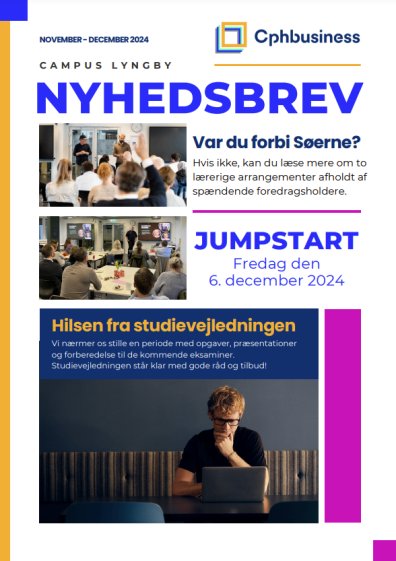 NOVEMBER - DECEMBER 2024
Cphbusiness
CAMPUS LYNGBY
NYHEDSBREV
Var du forbi Søerne?
Hvis ikke, kan du læse mere om to
lærerige arrangementer afholdt af
spændende foredragsholdere.
JUMPSTART
Fredag den
6. december 2024
Hilsen fra studievejledningen
Vi nærmer os stille en periode med opgaver, præsentationer
og forberedelse til de kommende eksaminer.
Studievejledningen står klar med gode råd og tilbud!